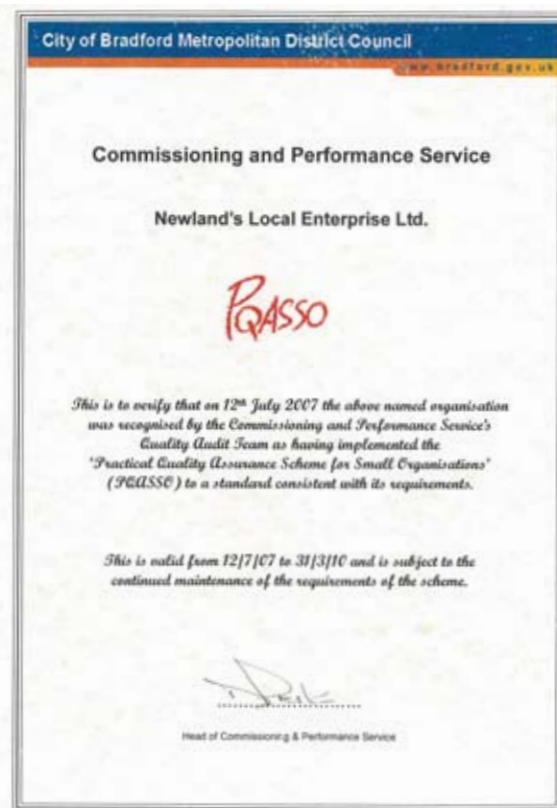 City of Bradford Metropolitan District Council
www.bradford.gov.uk
Commissioning and Performance Service
Newland's Local Enterprise Ltd.
PQASSO
This is to verify that on 12th July 2007 the above named organisation
was recognised by the Commissioning and Performance Service's
Quality Audit Team as having implemented the
'Practical Quality Assurance Scheme for Small Organisations'
(PQASSO) to a standard consistent with its requirements.
This is valid from 12/7/07 to 31/3/10 and is subject to the
continued maintenance of the requirements of the scheme.
Head of Commissioning & Performance Service